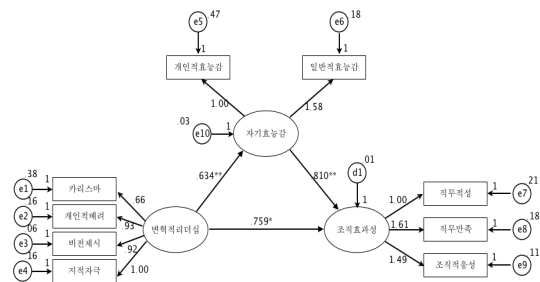 47
18
e5
e6
1
1
개인적효능감
일반적효능감
1.00
1.58
.03
e10
1
자기효능감
01
d1
1
38
e1
1
카리스마
16
e2
1
개인적배려
06
e3
1
비전제시
16
e4
1
지적자극
.66
.93
.92
1.00
변혁적리더십
.634**
.810**
.759*
조직효과성
1.00
1.61
1.49
직무적성
1
e7
21
직무만족
1
e8
18
조직적응성
1
e9
11